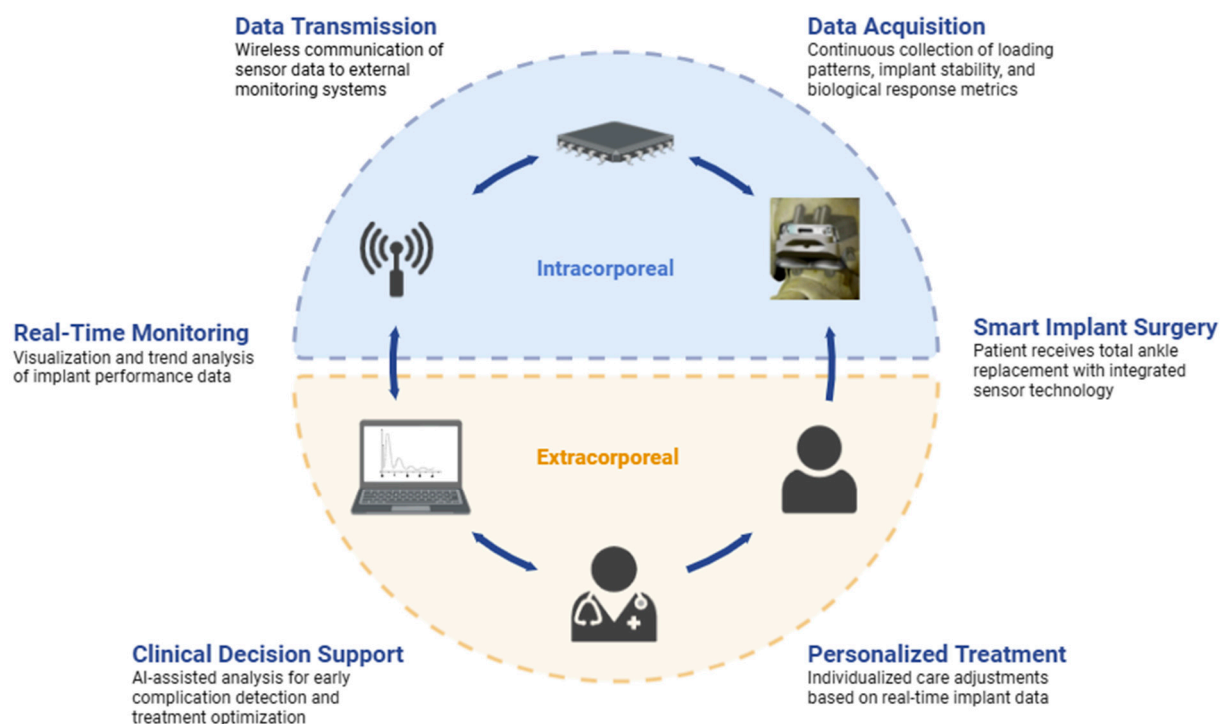 Data Transmission
Wireless communication of
sensor data to external
monitoring systems
Data Acquisition
Continuous collection of loading
patterns, implant stability, and
biological response metrics
Intracorporeal
Real-Time Monitoring
Visualization and trend analysis
of implant performance data
Smart Implant Surgery
Patient receives total ankle
replacement with integrated
sensor technology
Extracorporeal
Clinical Decision Support
AI-assisted analysis for early
complication detection and
treatment optimization
Personalized Treatment
Individualized care adjustments
based on real-time implant data